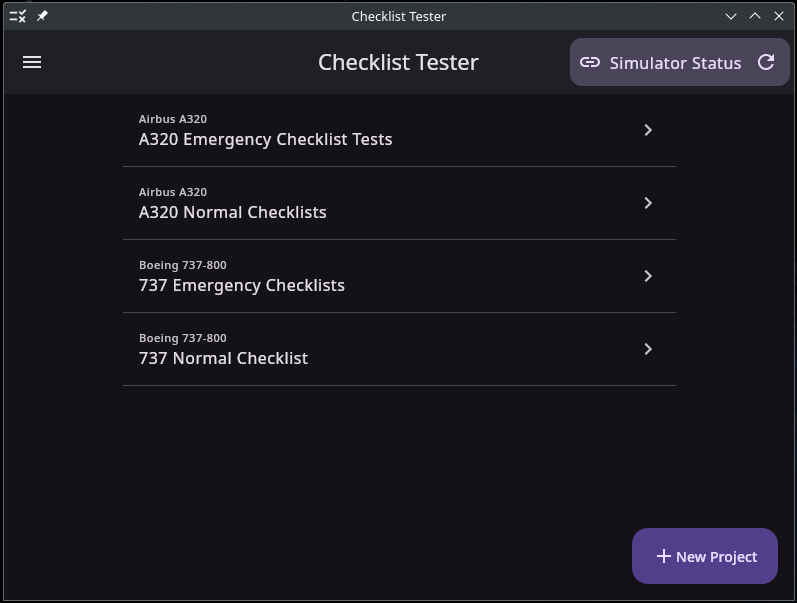 Checklist Tester
Checklist Tester
Simulator Status
Airbus A320
A320 Emergency Checklist Tests
Airbus A320
A320 Normal Checklists
Boeing 737-800
737 Emergency Checklists
Boeing 737-800
737 Normal Checklist
New Project